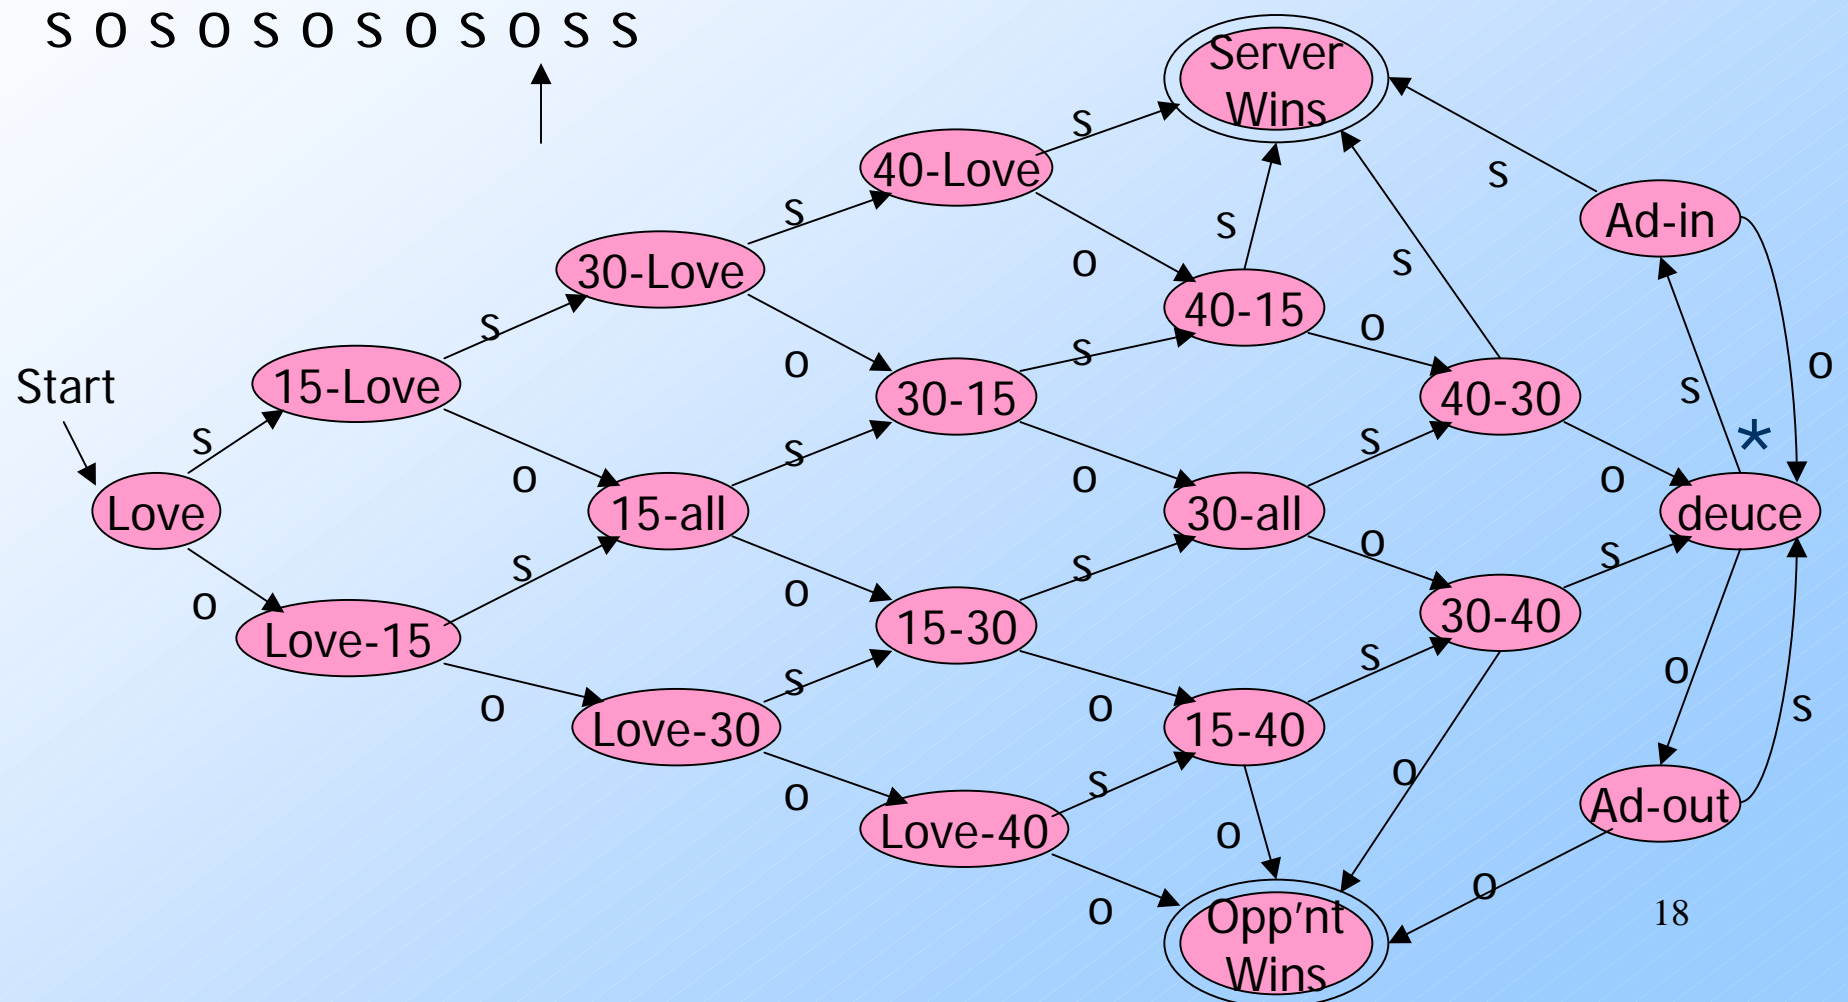 s o s o s o s o s o s s
Server
Wins
s
40-Love
s
s
s
Ad-in
30-Love
o
s
40-15
s
o
s
o
15-Love
o
s
s
o
Start
30-15
40-30
s
s
s
*
o
o
o
Love
15-all
30-all
deuce
s
o
s
o
s
o
Love-15
15-30
30-40
s
s
o
o
o
s
Love-30
15-40
s
o
o
o
Love-40
Ad-out
o
o
o
Opp'nt
Wins
18